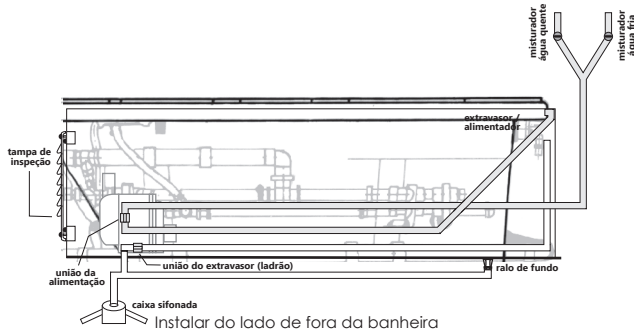 misturador
água quente
misturador
água fria
extravasor /
alimentador
tampa de
inspeção
união da
alimentação
união do extravasor (ladrão)
ralo de fundo
caixa sifonada
Instalar do lado de fora da banheira